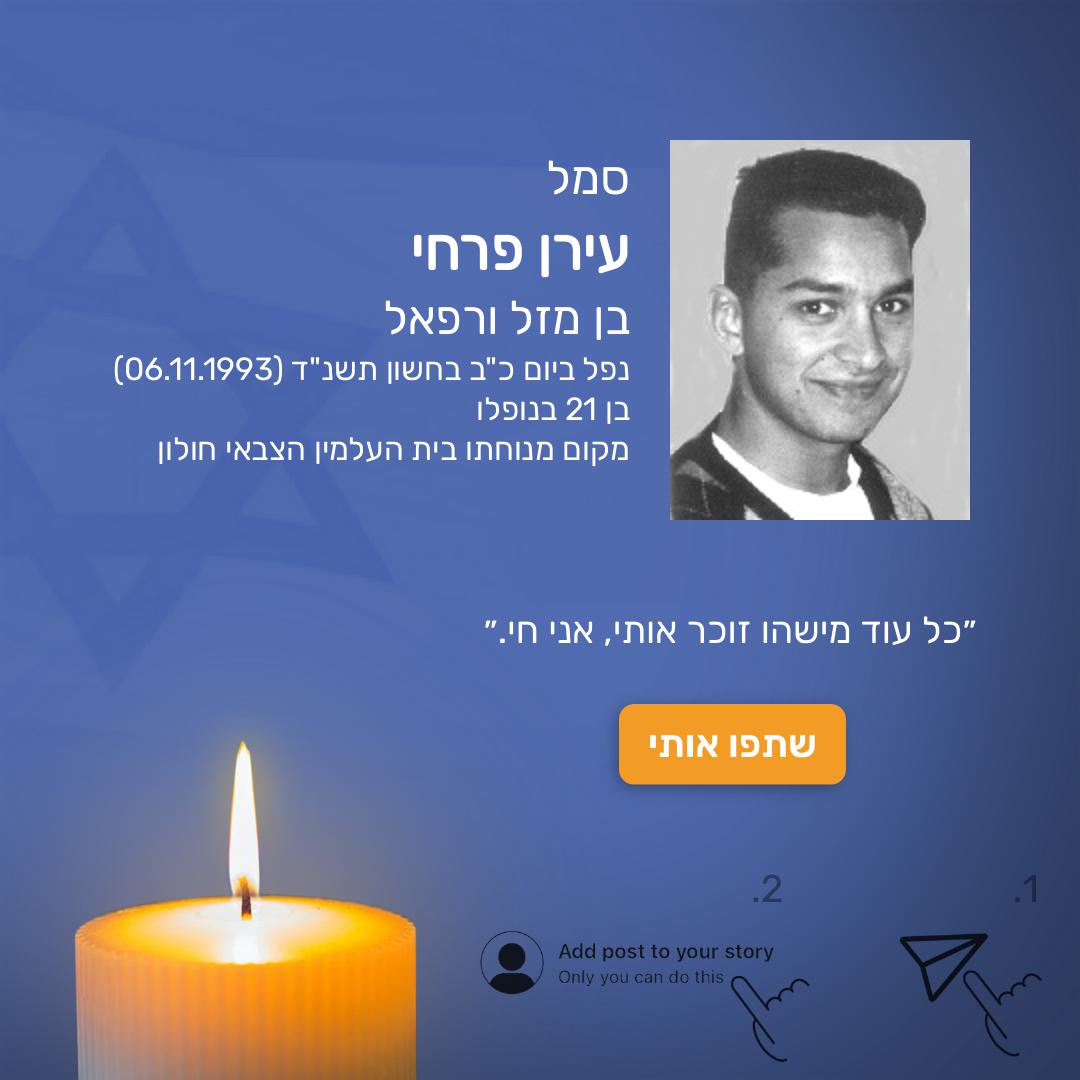 סמל
עירן פרחי
בן מזל ורפאל
נפל ביום כ"ב בחשון תשנ"ד (06.11.1993)
בן 21 בנופלו
מקום מנוחתו בית העלמין הצבאי חולון
״כל עוד מישהו זוכר אותי, אני חי.״
שתפו אותי
1.
2.
Add post to your story
Only you can do this